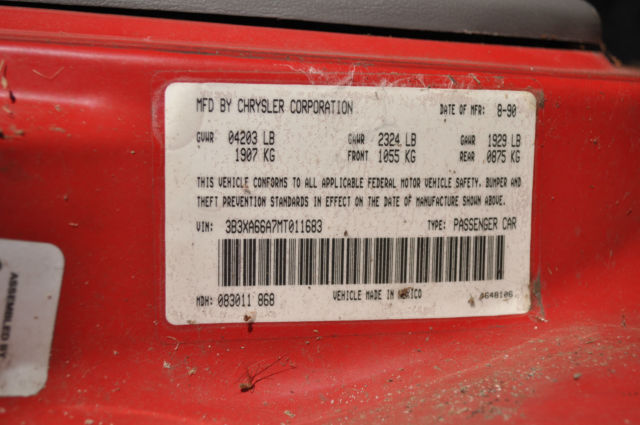 MFD BY CHRYSLER CORPORATION DATE OF MFR: 8-90
GVWR 04203 LB GAWR 2324 LB GAWR 1929 LB
1907 KG FRONT 1055 KG REAR 0875 KG
THIS VEHICLE CONFORMS TO ALL APPLICABLE FEDERAL MOTOR VEHICLE SAFETY, BUMPER AND
THEFT PREVENTION STANDARDS IN EFFECT ON THE DATE OF MANUFACTURE SHOWN ABOVE.
VIN: 3B3XA66A7MT011683 TYPE: PASSENGER CAR
MDH: 083011 868 VEHICLE MADE IN MEXICO 4648106
ASSEMBLED BY